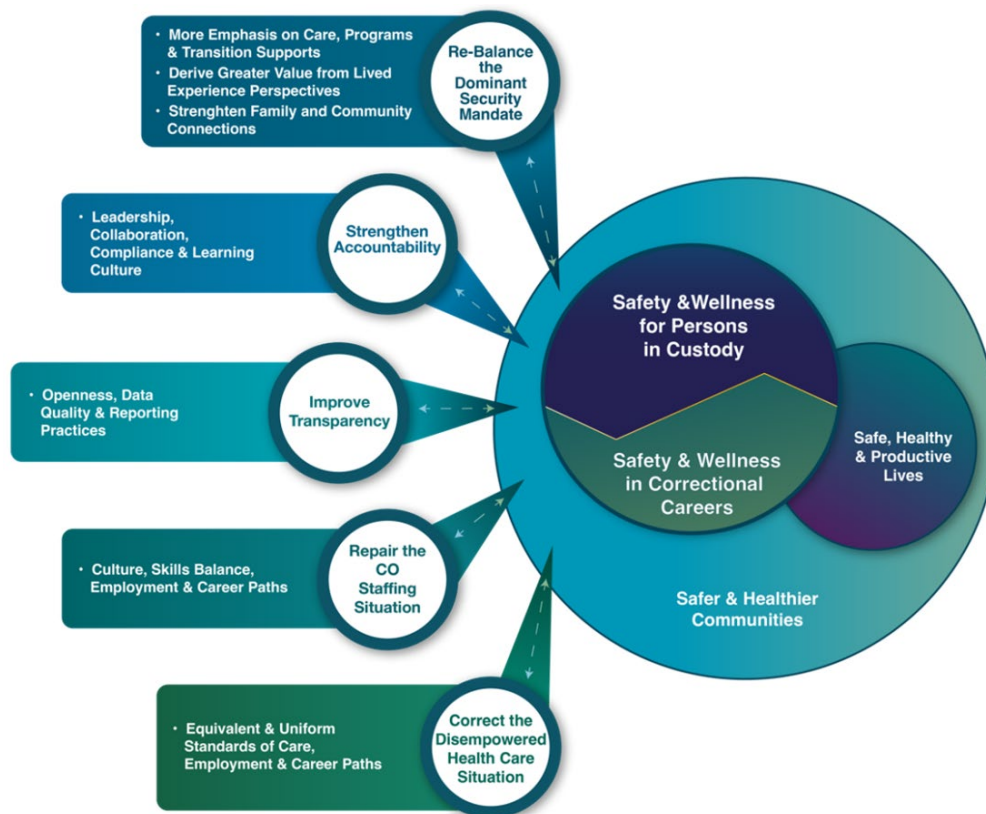 • More Emphasis on Care, Programs
& Transition Supports
• Derive Greater Value from Lived
Experience Perspectives
• Strenghten Family and Community
Connections
Re-Balance
the
Dominant
Security
Mandate
• Leadership,
Collaboration,
Compliance & Learning
Culture
Strengthen
Accountability
• Openness, Data
Quality & Reporting
Practices
Improve
Transparency
• Culture, Skills Balance,
Employment & Career Paths
Repair the
CO
Staffing
Situation
• Equivalent & Uniform
Standards of Care,
Employment & Career Paths
Correct the
Disempowered
Health Care
Situation
Safety &Wellness
for Persons
in Custody
Safety & Wellness
in Correctional
Careers
Safe, Healthy
& Productive
Lives
Safer & Healthier
Communities